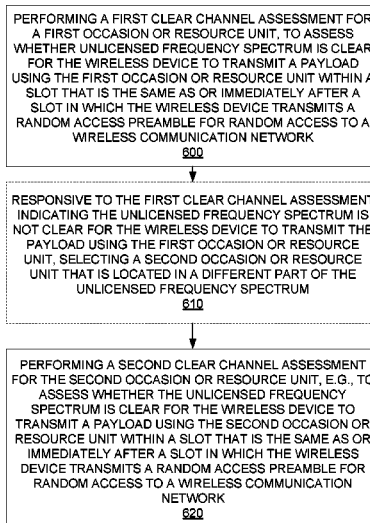 PERFORMING A FIRST CLEAR CHANNEL ASSESSMENT FOR
A FIRST OCCASION OR RESOURCE UNIT, TO ASSESS
WHETHER UNLICENSED FREQUENCY SPECTRUM IS CLEAR
FOR THE WIRELESS DEVICE TO TRANSMIT A PAYLOAD
USING THE FIRST OCCASION OR RESOURCE UNIT WITHIN A
SLOT THAT IS THE SAME AS OR IMMEDIATELY AFTER A
SLOT IN WHICH THE WIRELESS DEVICE TRANSMITS A
RANDOM ACCESS PREAMBLE FOR RANDOM ACCESS TO A
WIRELESS COMMUNICATION NETWORK
600
RESPONSIVE TO THE FIRST CLEAR CHANNEL ASSESSMENT
INDICATING THE UNLICENSED FREQUENCY SPECTRUM IS
NOT CLEAR FOR THE WIRELESS DEVICE TO TRANSMIT THE
PAYLOAD USING THE FIRST OCCASION OR RESOURCE
UNIT, SELECTING A SECOND OCCASION OR RESOURCE
UNIT THAT IS LOCATED IN A DIFFERENT PART OF THE
UNLICENSED FREQUENCY SPECTRUM
610
PERFORMING A SECOND CLEAR CHANNEL ASSESSMENT
FOR THE SECOND OCCASION OR RESOURCE UNIT, E.G., TO
ASSESS WHETHER THE UNLICENSED FREQUENCY
SPECTRUM IS CLEAR FOR THE WIRELESS DEVICE TO
TRANSMIT A PAYLOAD USING THE SECOND OCCASION OR
RESOURCE UNIT WITHIN A SLOT THAT IS THE SAME AS OR
IMMEDIATELY AFTER A SLOT IN WHICH THE WIRELESS
DEVICE TRANSMITS A RANDOM ACCESS PREAMBLE FOR
RANDOM ACCESS TO A WIRELESS COMMUNICATION
NETWORK
620